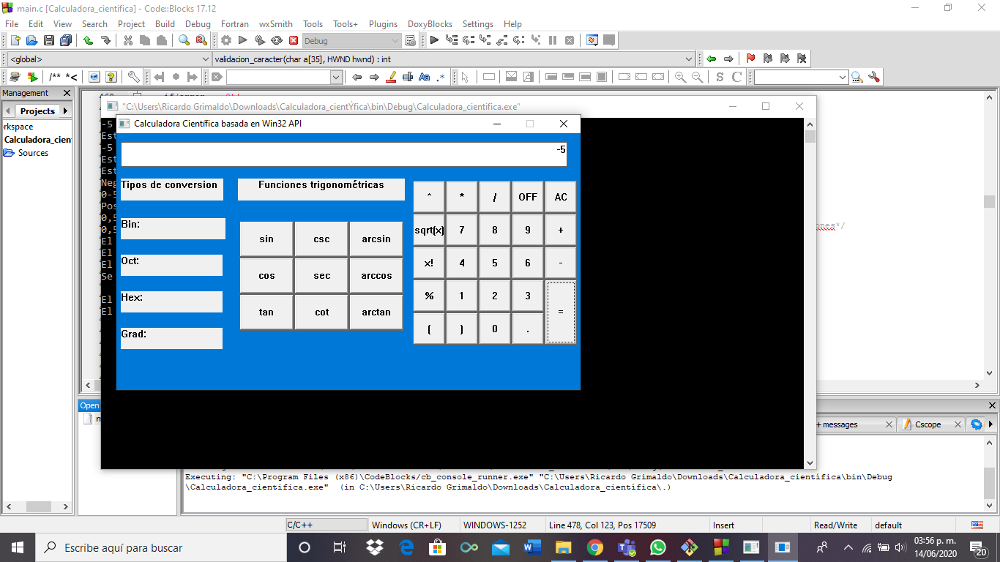 main.c [Calculadora_cientifica] - Code::Blocks 17.12
File Edit View Search Project Build Debug Fortran wxSmith Tools Tools+ Plugins DoxyBlocks Settings Help
Debug
<global>
validacion_caracter(char a[35], HWND hwnd) : int
/** *<
Aa .*
S C
Management
Projects
rkspace
Calculadora_cien
Sources
"C:\Users\Ricardo Grimaldo\Downloads\Calculadora_cientÝfica\bin\Debug\Calculadora_cientifica.exe"
Calculadora Científica basada en Win32 API
-5
-5
Est
-5
Est
Est
Neg
0-5
Pos
0,5
0,5
El
El
El
Se
El
El
Tipos de conversion
Bin:
Oct:
Hex:
Grad:
Funciones trigonométricas
sin csc arcsin
cos sec arccos
tan cot arctan
^ * / OFF AC
sqrt(x) 7 8 9 +
x! 4 5 6 -
% 1 2 3 =
( ) 0 .
ones*/
Open
+ messages
Cscope
Executing: "C:\Program Files (x86)\CodeBlocks/cb_console_runner.exe" "C:\Users\Ricardo Grimaldo\Downloads\Calculadora_científica\bin\Debug
\Calculadora_cientifica.exe" (in C:\Users\Ricardo Grimaldo\Downloads\Calculadora_científica\.)
C/C++
Windows (CR+LF)
WINDOWS-1252
Line 478, Col 123, Pos 17509
Insert
Read/Write
default
Escribe aquí para buscar
03:56 p. m.
14/06/2020
20